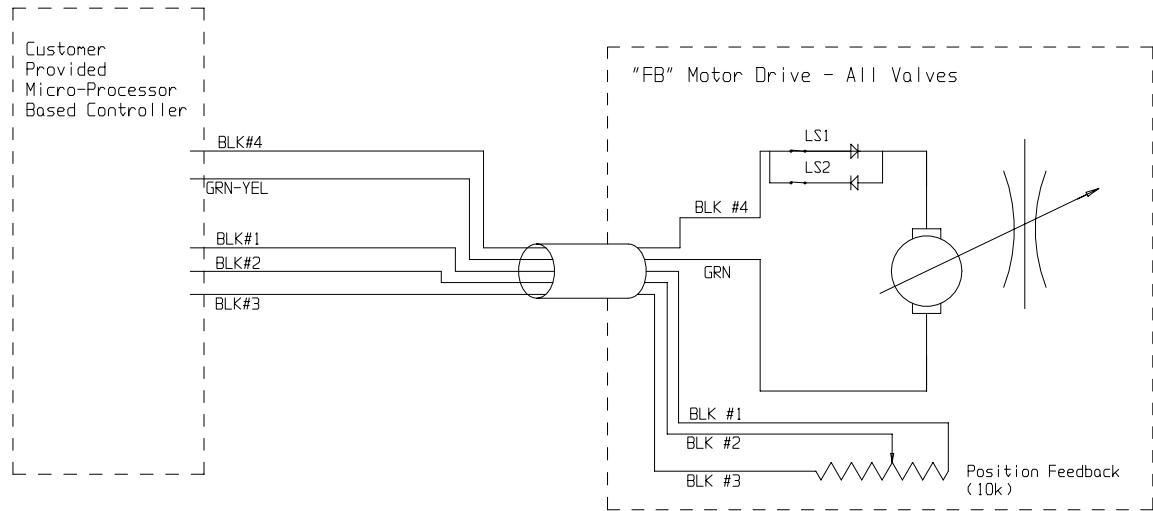 Customer
Provided
Micro-Processor
Based Controller
BLK#4
GRN-YEL
BLK#1
BLK#2
BLK#3
"FB" Motor Drive - All Valves
LS1
LS2
BLK #4
GRN
BLK #1
BLK #2
BLK #3
Position Feedback
(10k)